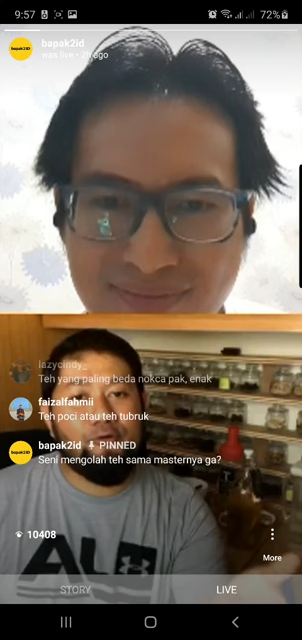 9:57
72%
bapak2id
was live • 2h ago
lazycindy_
Teh yang paling beda nokca pak, enak
faizalfahmii
Teh poci atau teh tubruk
bapak2id PINNED
Seni mengolah teh sama masternya ga?
10408
More
STORY
LIVE